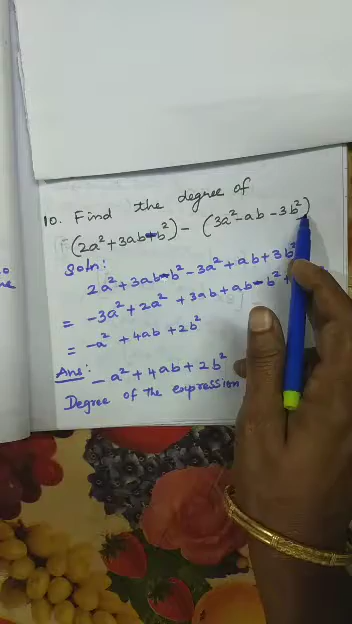 10. Find the degree of
(2a²+3ab-b²) - (3a²-ab-3b²)
Soln:
2a²+3ab-b²-3a²+ab+3b²
= -3a²+2a²+3ab+ab-b²+
= -a²+4ab+2b²
Ans: -a²+4ab+2b²
Degree of the expression